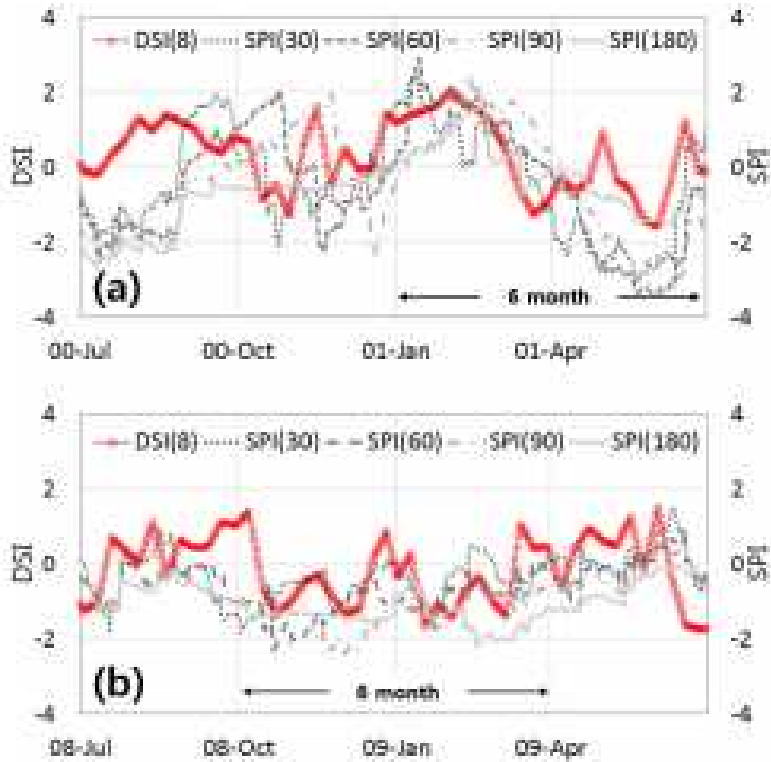 4 4
DSI(8) SPI(30) SPI(60) SPI(90) SPI(180)
2 2
DSI 0 0 SPI
-2 -2
(a) 6 month
-4 -4
00-Jul 00-Oct 01-Jan 01-Apr
4 4
DSI(8) SPI(30) SPI(60) SPI(90) SPI(180)
2 2
DSI 0 0 SPI
-2 -2
(b) 6 month
-4 -4
08-Jul 08-Oct 09-Jan 09-Apr